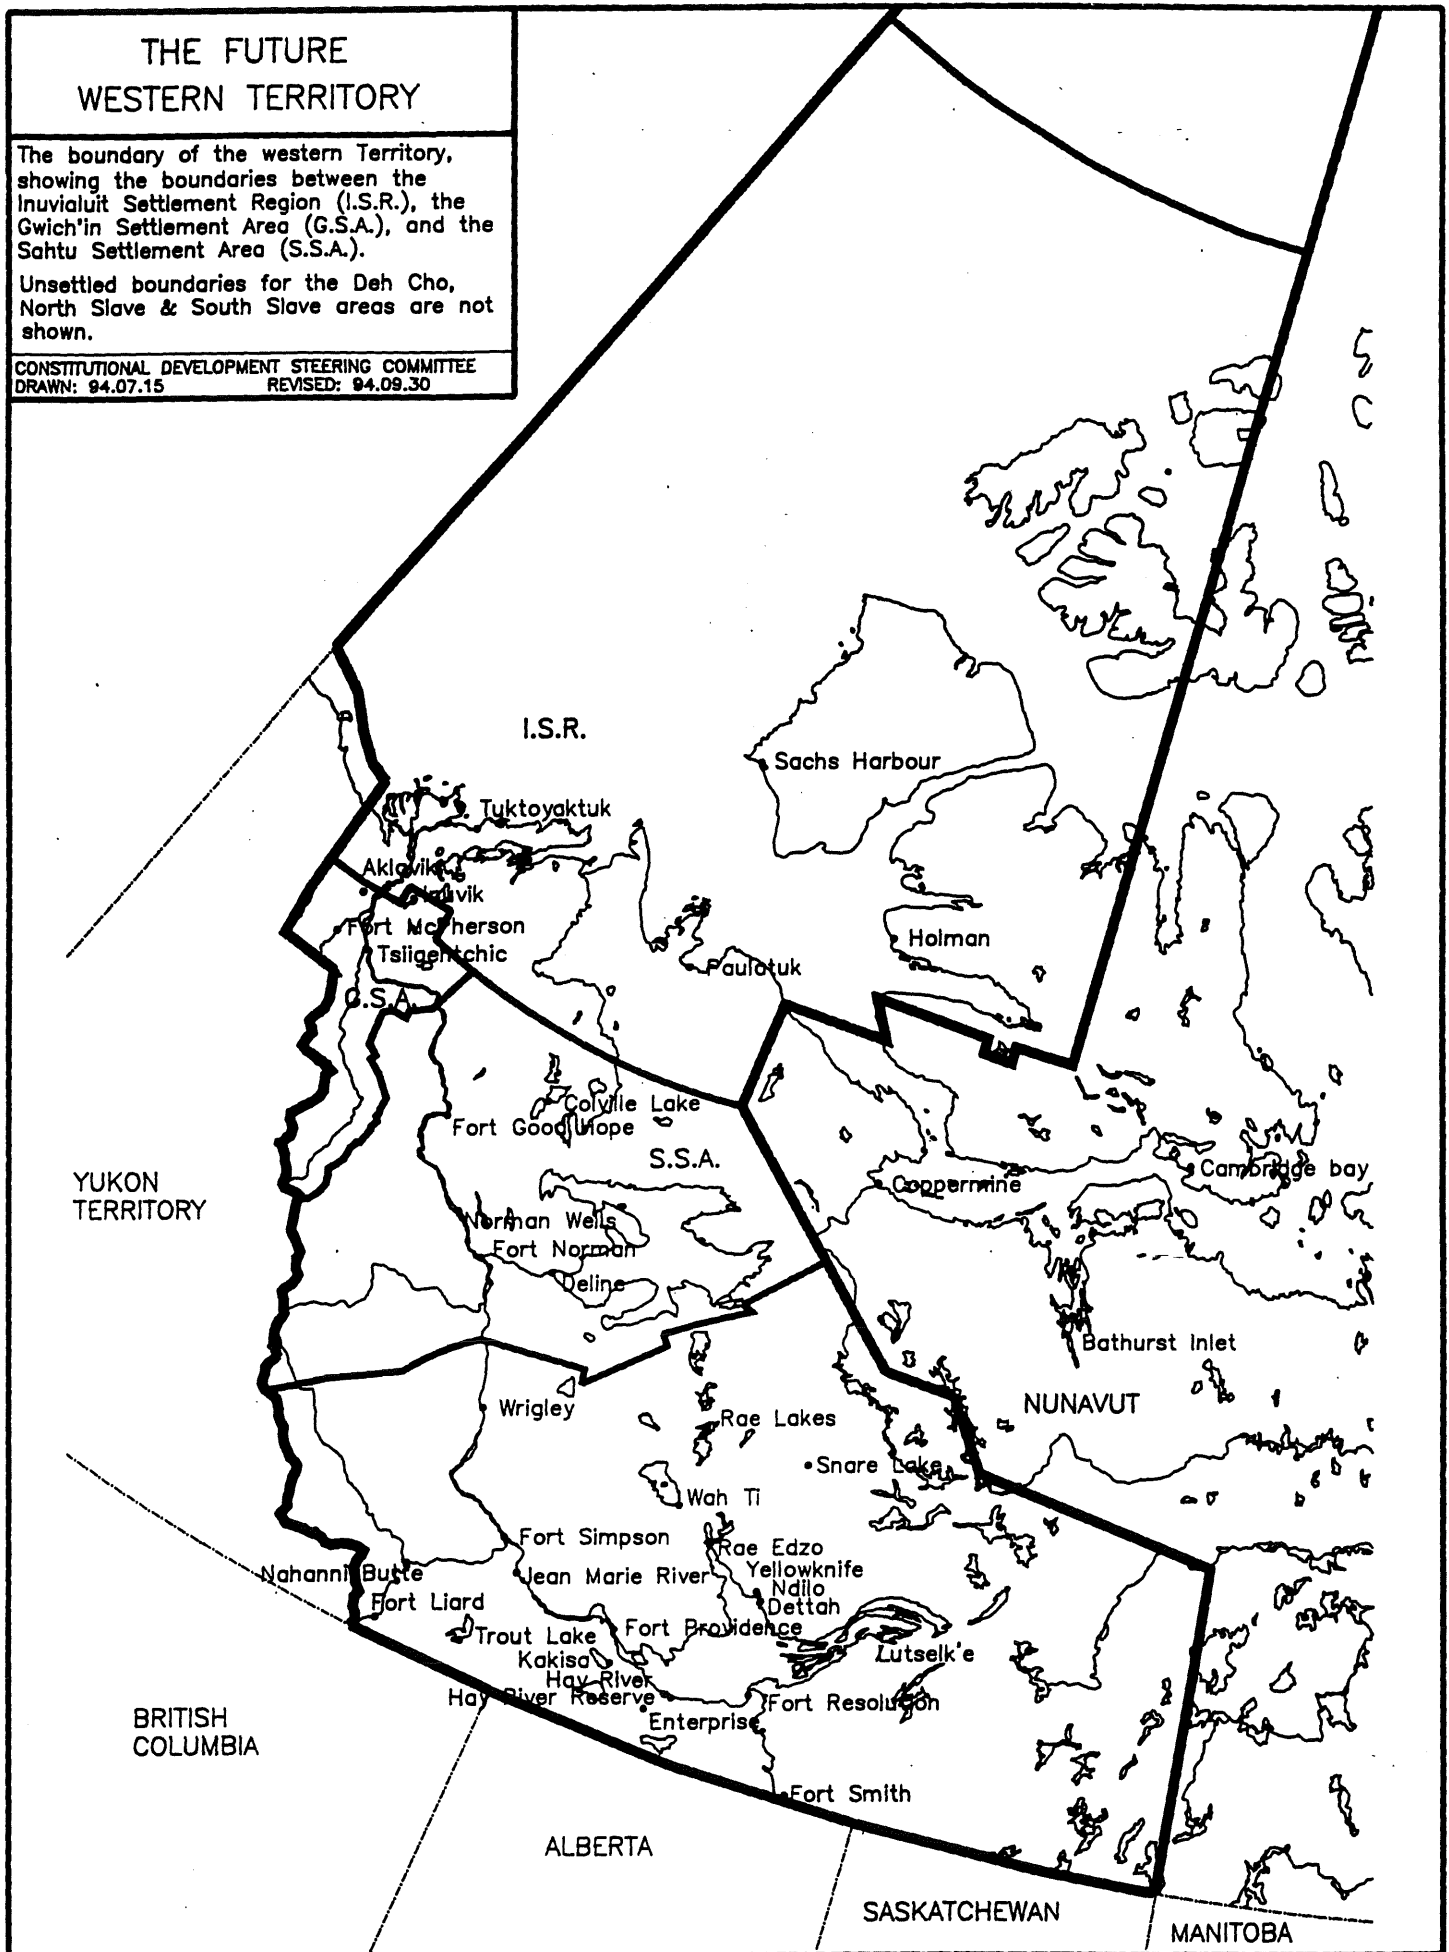 THE FUTURE
WESTERN TERRITORY
The boundary of the western Territory,
showing the boundaries between the
Inuvialuit Settlement Region (I.S.R.), the
Gwich'in Settlement Area (G.S.A.), and the
Sahtu Settlement Area (S.S.A.).
Unsettled boundaries for the Deh Cho,
North Slave & South Slave areas are not
shown.
CONSTITUTIONAL DEVELOPMENT STEERING COMMITTEE
DRAWN: 94.07.15 REVISED: 94.09.30
I.S.R.
Sachs Harbour
Tuktoyaktuk
Aklavik
Inuvik
Fort McPherson
Holman
Tsiigehtchic
Paulatuk
G.S.A.
Colville Lake
Fort Good Hope
S.S.A.
Cambridge bay
YUKON
TERRITORY
Coppermine
Norman Wells
Fort Norman
Deline
Bathurst Inlet
NUNAVUT
Wrigley
Rae Lakes
Snare Lake
Wah Ti
Fort Simpson
Rae Edzo
Nahanni Butte
Jean Marie River
Yellowknife
Ndilo
Dettah
Fort Liard
Fort Providence
Trout Lake
Lutselk'e
Kakisa
Hay River
Hay River Reserve
Fort Resolution
Enterprise
BRITISH
COLUMBIA
Fort Smith
ALBERTA
SASKATCHEWAN
MANITOBA